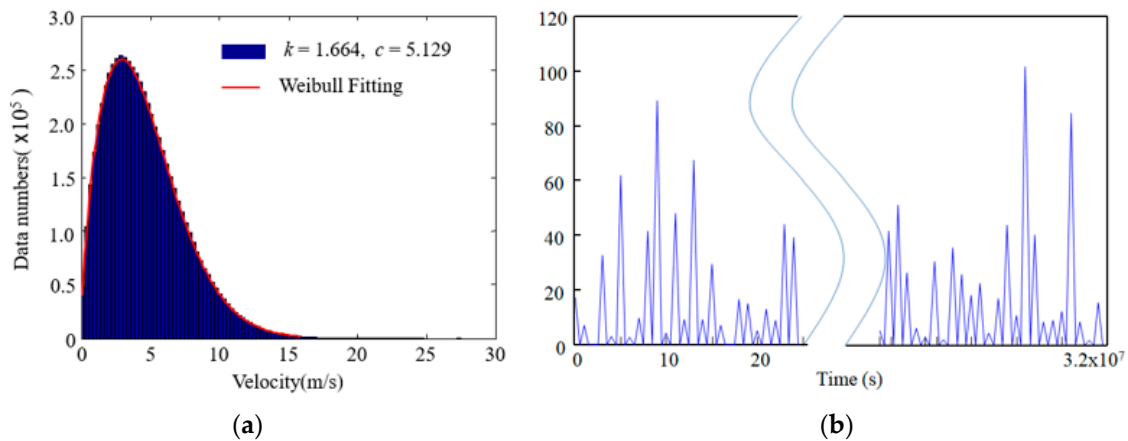 3.0
2.5
2.0
1.5
1.0
0.5
0
Data numbers( x10⁵ )
k = 1.664, c = 5.129
Weibull Fitting
0 5 10 15 20 25 30
Velocity(m/s)
(a)
120
100
80
60
40
20
0
0 10 20 3.2x10⁷
Time (s)
(b)